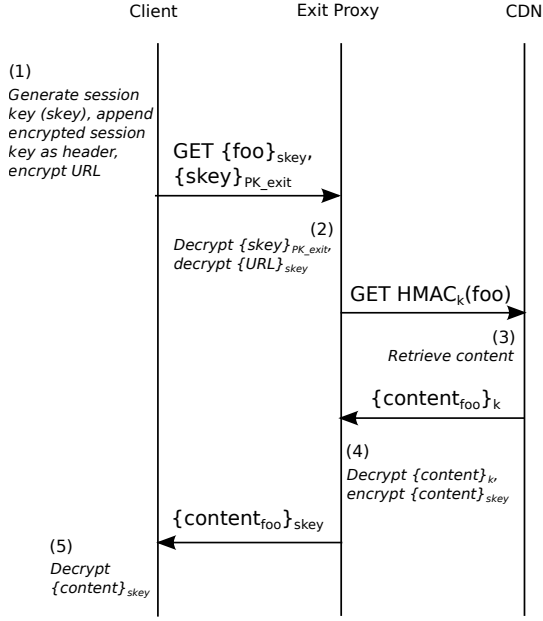 Client Exit Proxy CDN
(1)
Generate session
key (skey), append
encrypted session
key as header,
encrypt URL
GET {foo}skey,
{skey}PK_exit
(2)
Decrypt {skey}PK_exit,
decrypt {URL}skey
GET HMACk(foo)
(3)
Retrieve content
{contentfoo}k
(4)
Decrypt {content}k,
encrypt {content}skey
{contentfoo}skey
(5)
Decrypt
{content}skey